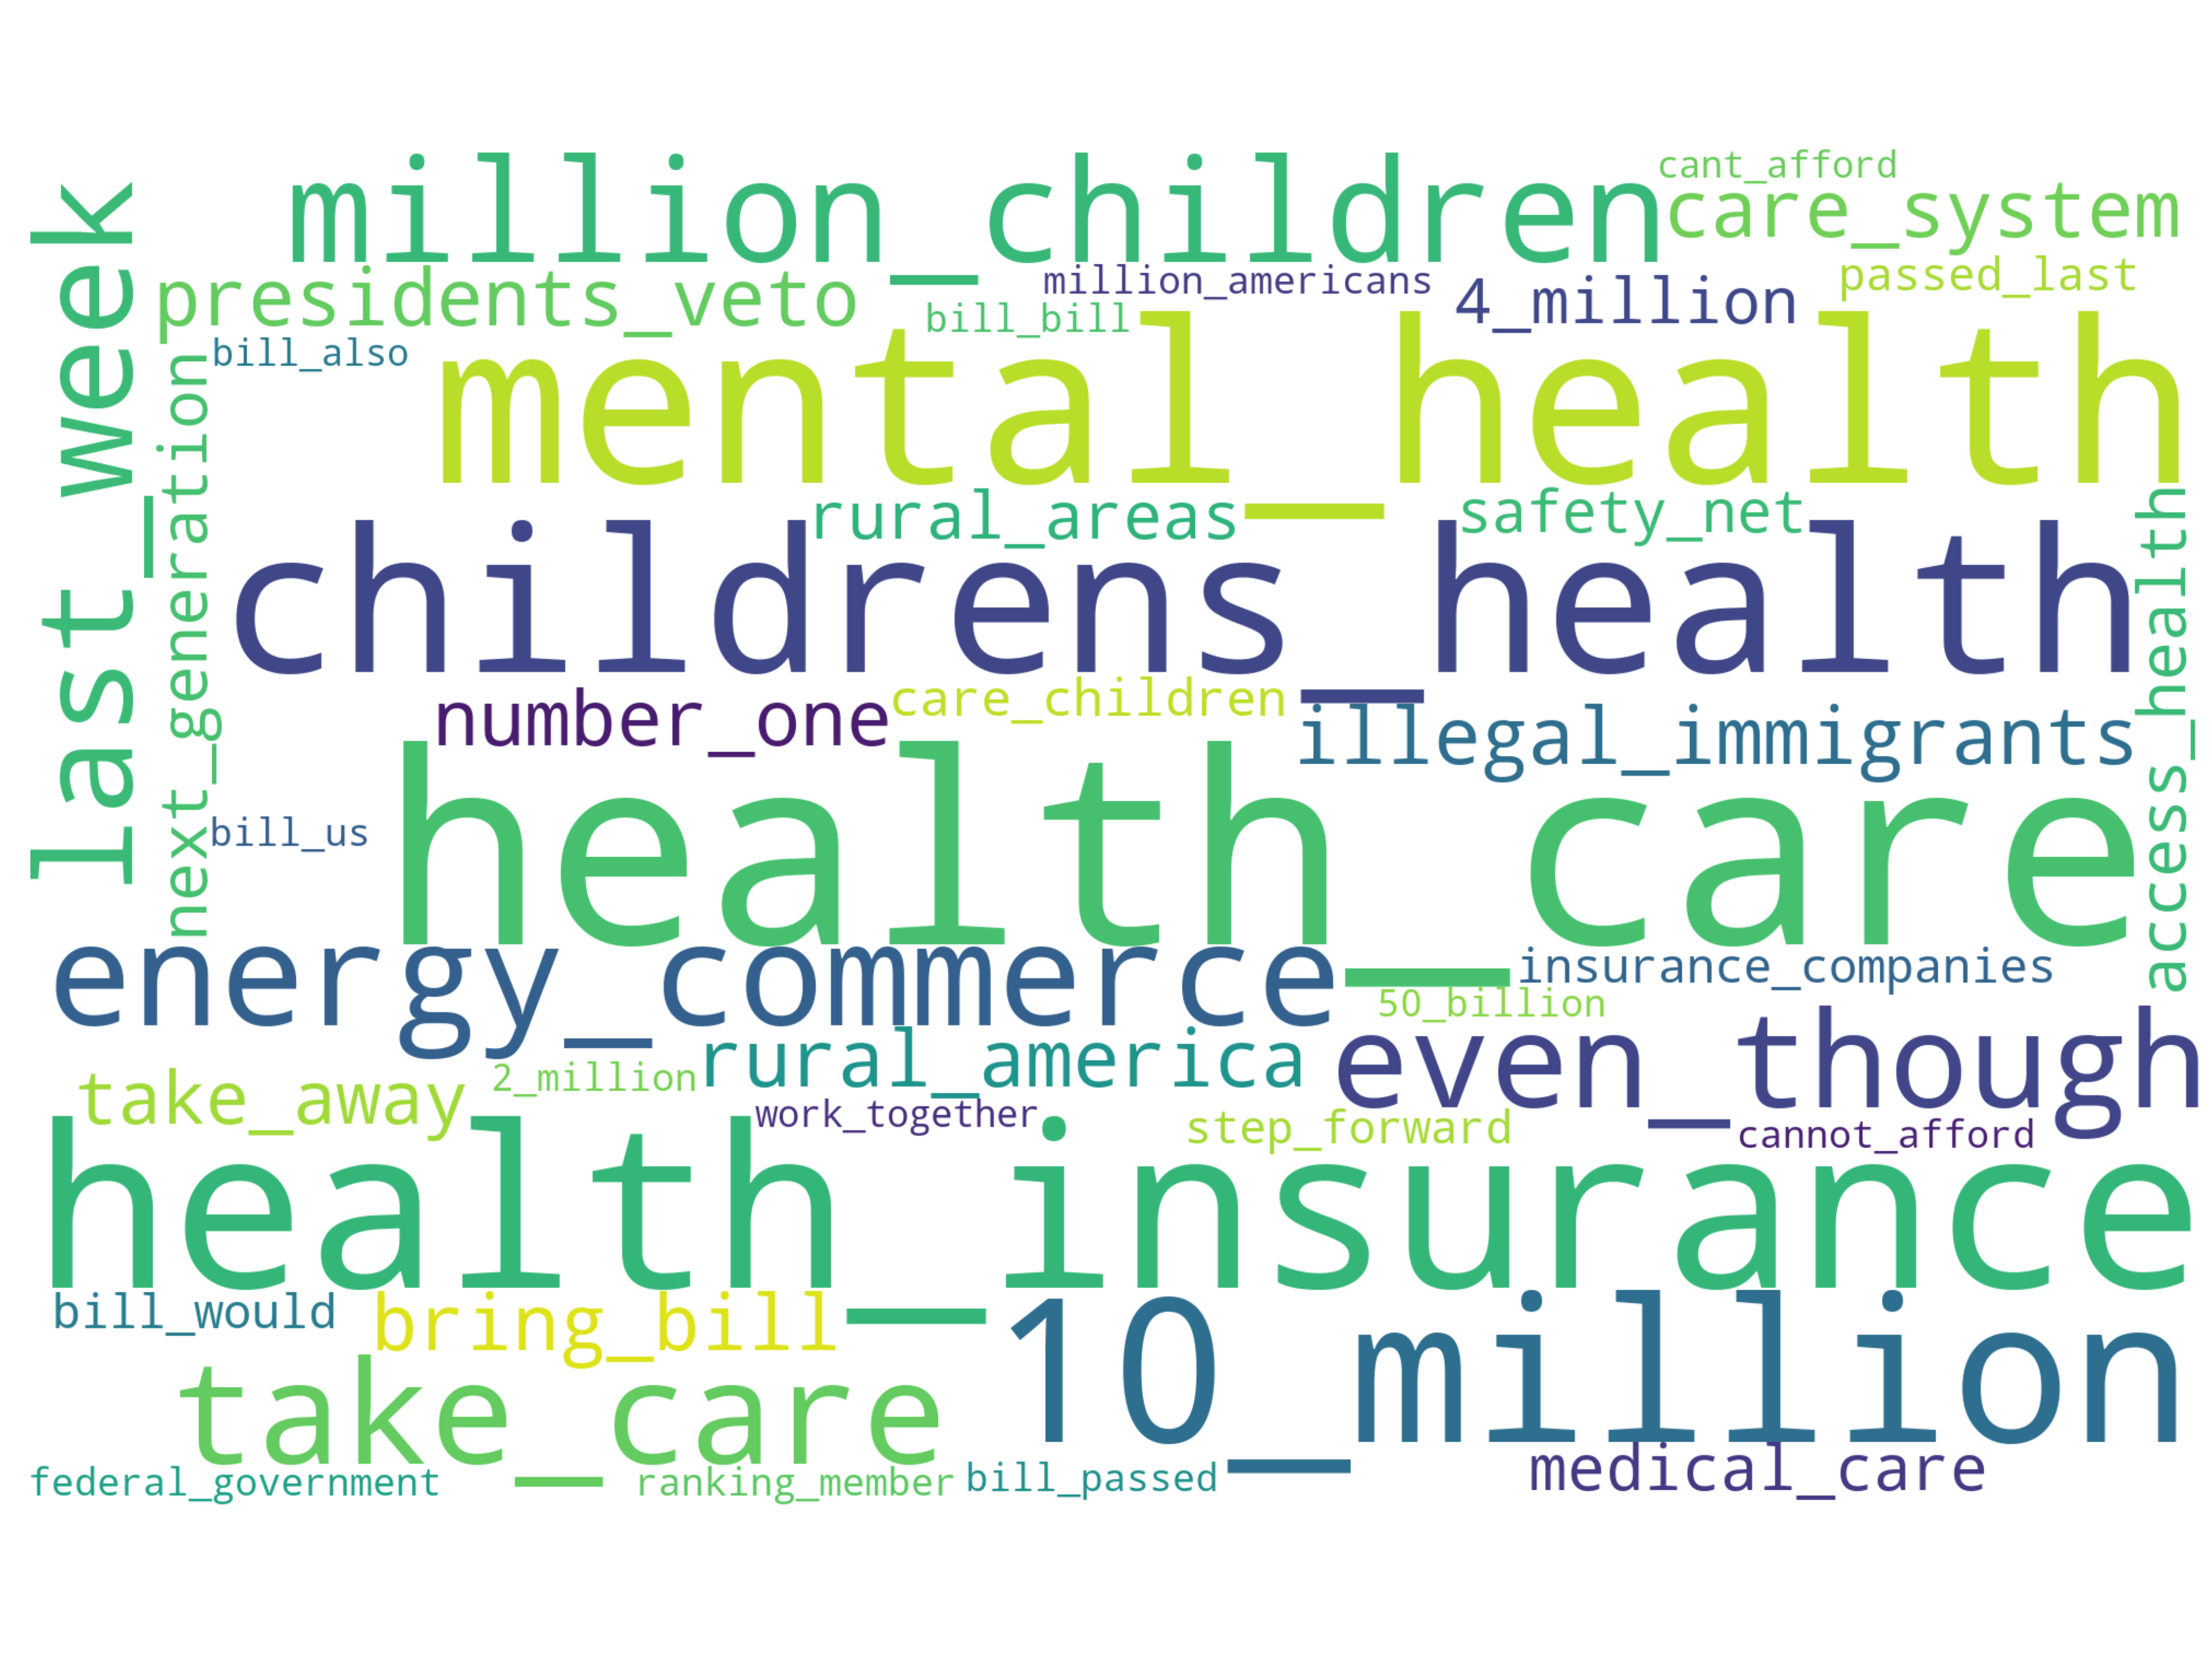 cant_afford
million_children
care_system
presidents_veto
million_americans
4_million
passed_last
bill_bill
bill_also
last_week
mental_health
next_generation
rural_areas
safety_net
access_health
childrens_health
number_one
care_children
illegal_immigrants
bill_us
health_care
energy_commerce
insurance_companies
50_billion
rural_america
even_though
take_away
2_million
work_together
step_forward
cannot_afford
health_insurance
bill_would
bring_bill
10_million
take_care
medical_care
federal_government
ranking_member
bill_passed